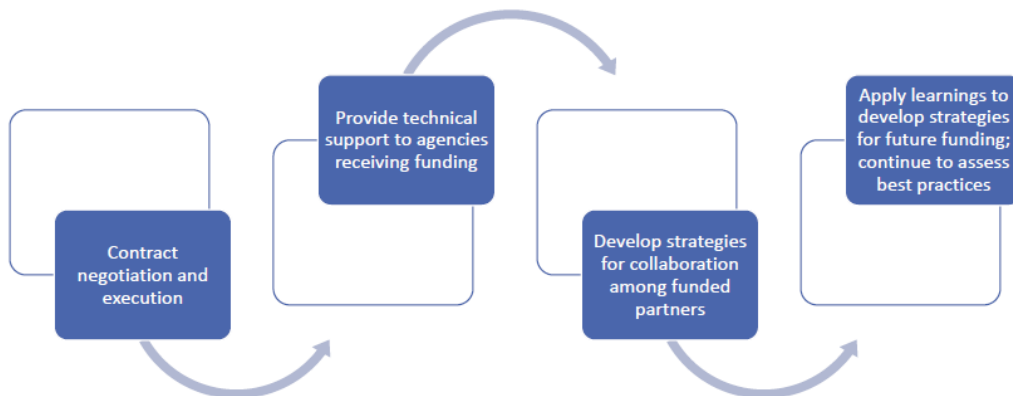 Contract
negotiation and
execution
Provide technical
support to agencies
receiving funding
Develop strategies
for collaboration
among funded
partners
Apply learnings to
develop strategies
for future funding;
continue to assess
best practices